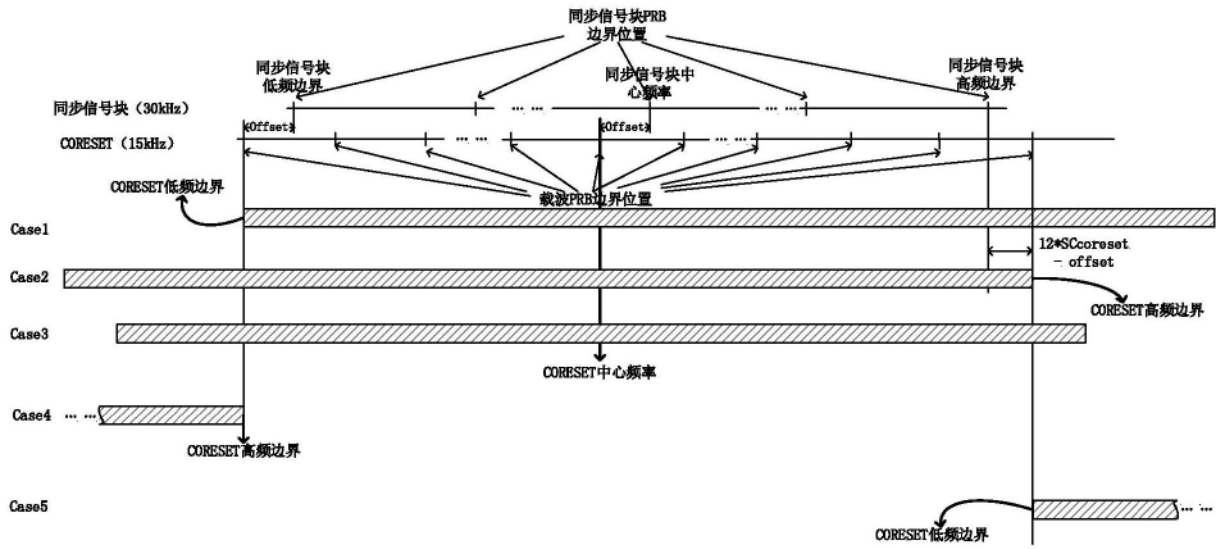 同步信号块PRB
边界位置
同步信号块
低频边界
同步信号块中
心频率
同步信号块
高频边界
同步信号块（30kHz）
... ...
... ...
Offset
Offset
CORESET（15kHz）
... ...
... ...
CORESET低频边界
载波PRB边界位置
Case1
12*SCcoreset
- offset
Case2
CORESET高频边界
Case3
CORESET中心频率
Case4
... ...
CORESET高频边界
Case5
... ...
CORESET低频边界